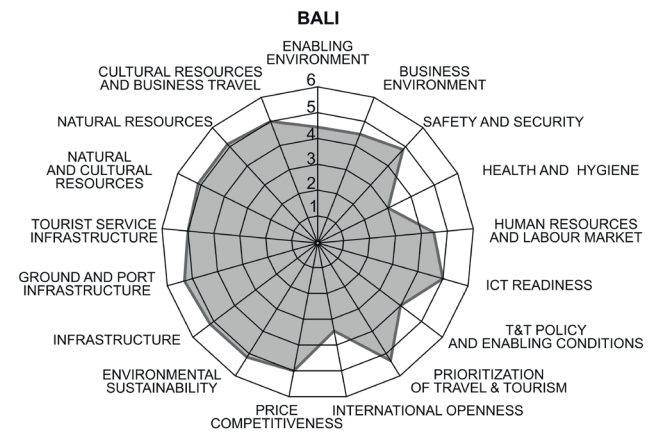 BALI
ENABLING
ENVIRONMENT
CULTURAL RESOURCES
AND BUSINESS TRAVEL
BUSINESS
ENVIRONMENT
NATURAL RESOURCES
SAFETY AND SECURITY
NATURAL
AND CULTURAL
RESOURCES
HEALTH AND HYGIENE
TOURIST SERVICE
INFRASTRUCTURE
HUMAN RESOURCES
AND LABOUR MARKET
GROUND AND PORT
INFRASTRUCTURE
ICT READINESS
INFRASTRUCTURE
T&T POLICY
AND ENABLING CONDITIONS
ENVIRONMENTAL
SUSTAINABILITY
PRIORITIZATION
OF TRAVEL & TOURISM
PRICE
COMPETITIVENESS
INTERNATIONAL OPENNESS
6
5
4
3
2
1